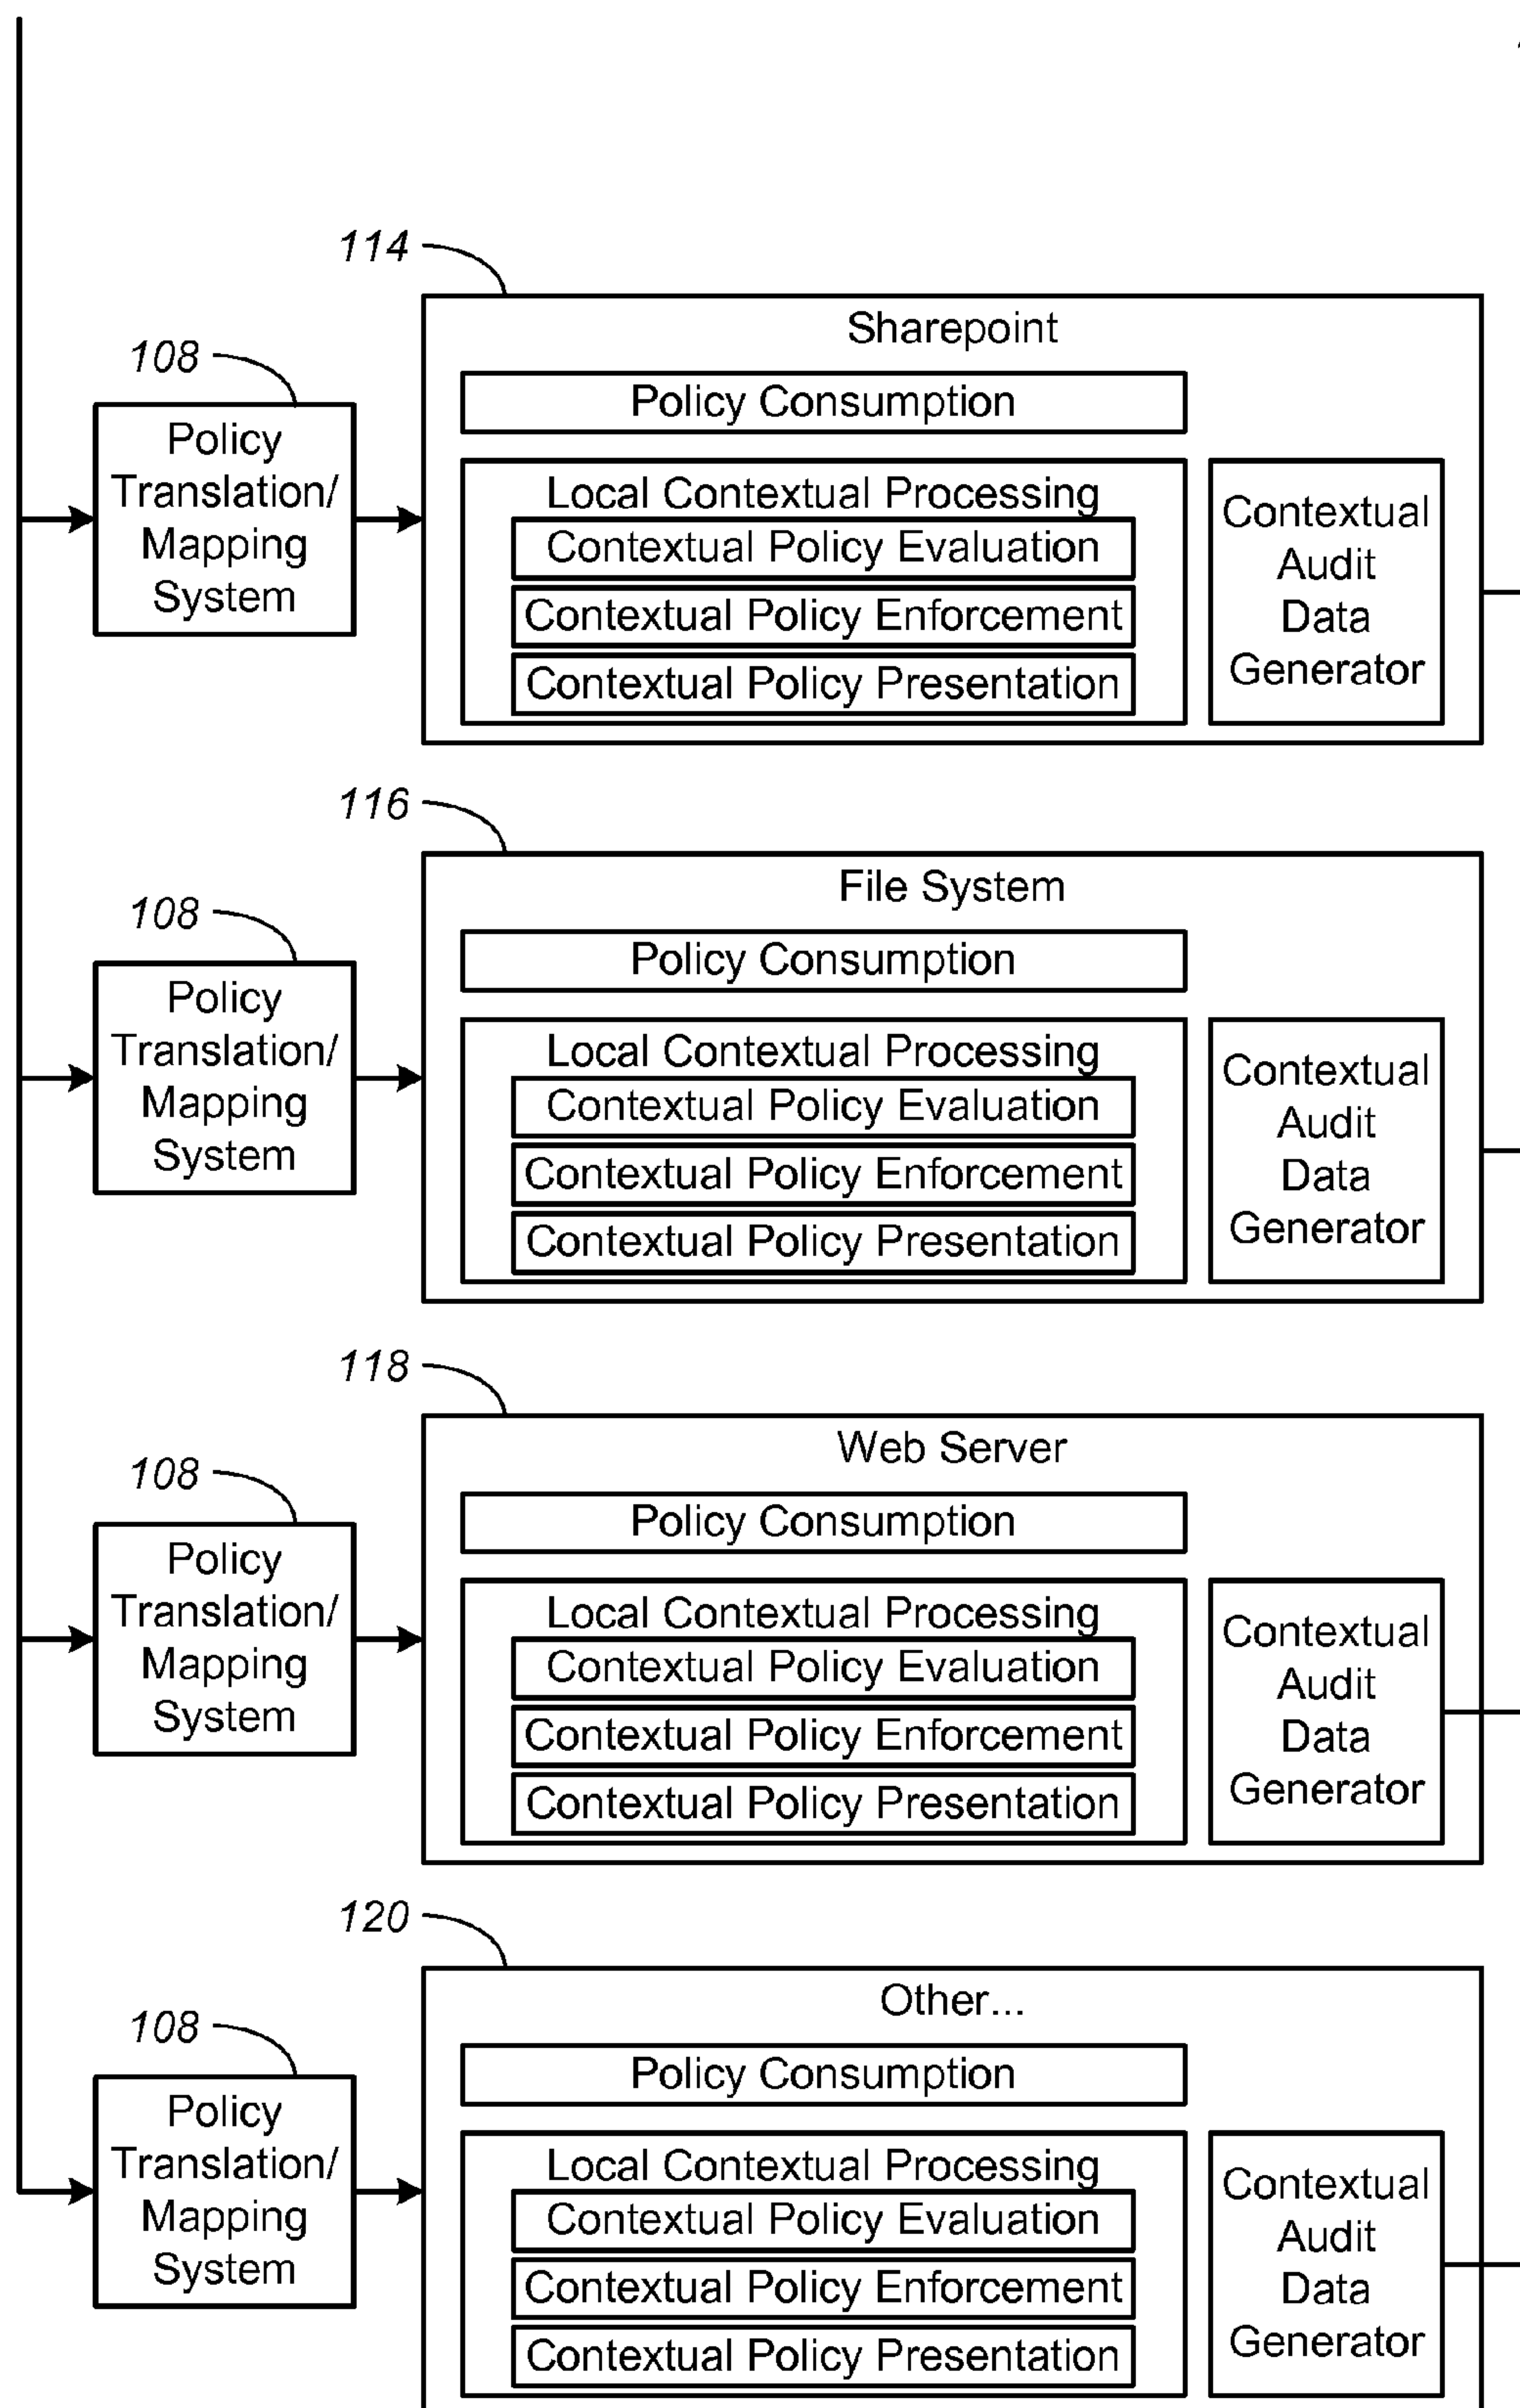 114
Sharepoint
108
Policy Consumption
Policy
Translation/
Mapping
System
Local Contextual Processing
Contextual Policy Evaluation
Contextual Policy Enforcement
Contextual Policy Presentation
Contextual
Audit
Data
Generator
116
File System
108
Policy Consumption
Policy
Translation/
Mapping
System
Local Contextual Processing
Contextual Policy Evaluation
Contextual Policy Enforcement
Contextual Policy Presentation
Contextual
Audit
Data
Generator
118
Web Server
108
Policy Consumption
Policy
Translation/
Mapping
System
Local Contextual Processing
Contextual Policy Evaluation
Contextual Policy Enforcement
Contextual Policy Presentation
Contextual
Audit
Data
Generator
120
Other...
108
Policy Consumption
Policy
Translation/
Mapping
System
Local Contextual Processing
Contextual Policy Evaluation
Contextual Policy Enforcement
Contextual Policy Presentation
Contextual
Audit
Data
Generator